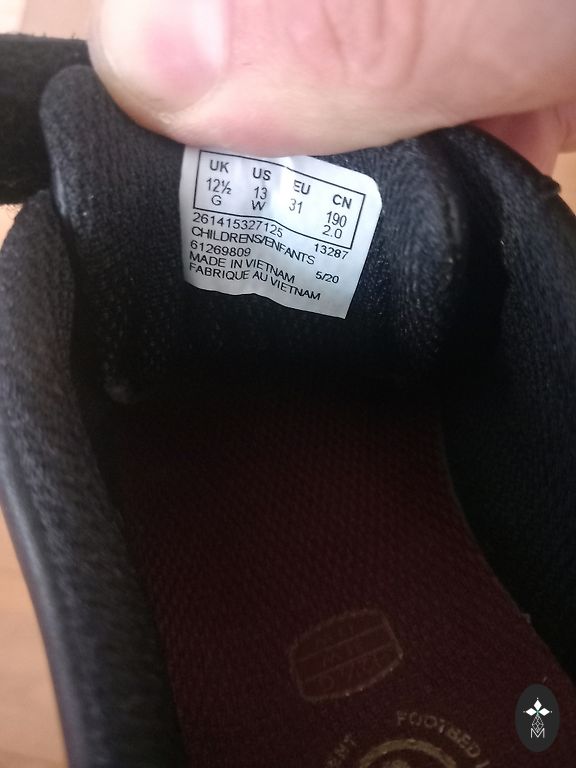 UK US EU CN
12½ 13 31 190
G W 2.0
261415327125 13287
CHILDRENS/ENFANTS
61269809
MADE IN VIETNAM 5/20
FABRIQUE AU VIETNAM
FOOTBED
M